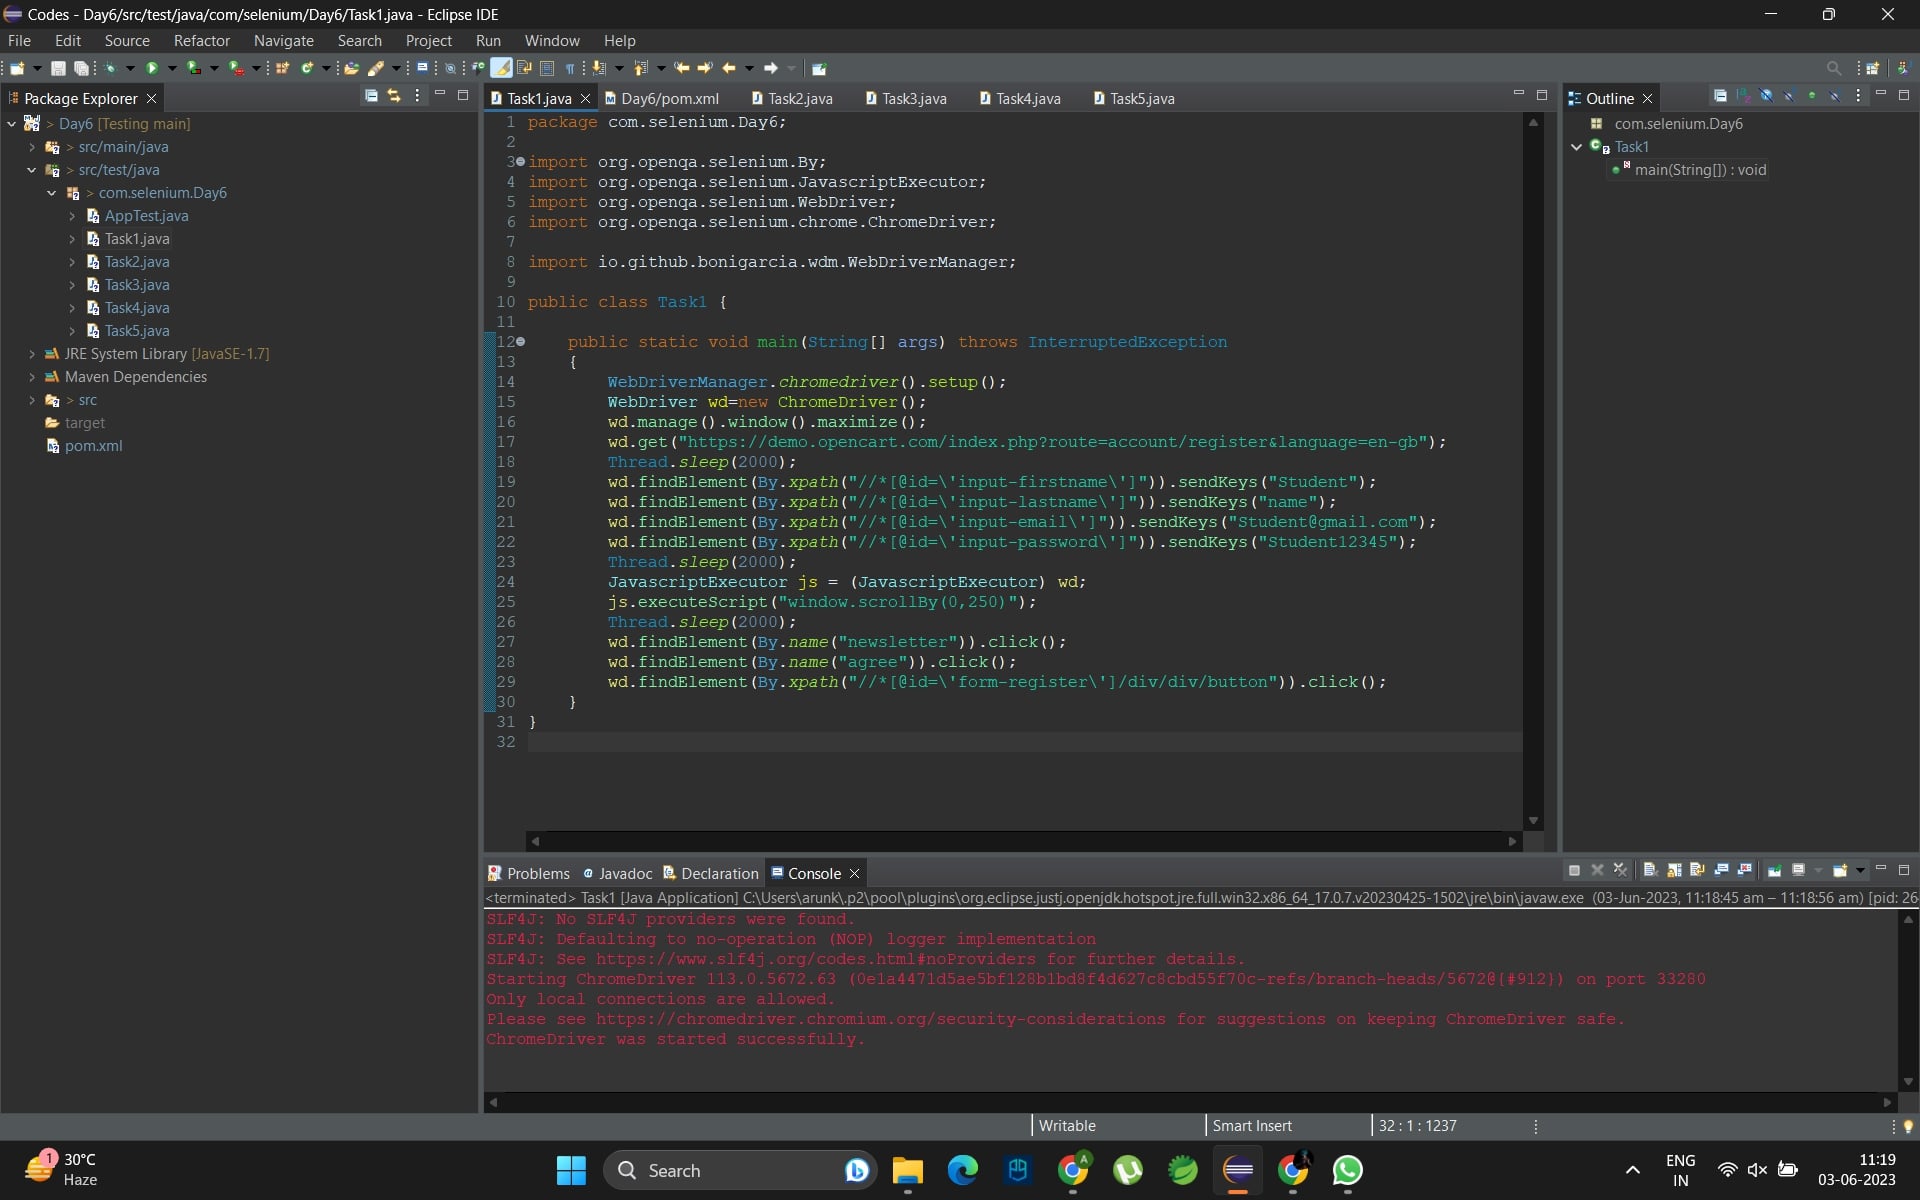 Codes - Day6/src/test/java/com/selenium/Day6/Task1.java - Eclipse IDE
File Edit Source Refactor Navigate Search Project Run Window Help
Package Explorer
Day6 [Testing main]
src/main/java
src/test/java
com.selenium.Day6
AppTest.java
Task1.java
Task2.java
Task3.java
Task4.java
Task5.java
JRE System Library [JavaSE-1.7]
Maven Dependencies
src
target
pom.xml
Task1.java Day6/pom.xml Task2.java Task3.java Task4.java Task5.java
1 package com.selenium.Day6;
2
3 import org.openqa.selenium.By;
4 import org.openqa.selenium.JavascriptExecutor;
5 import org.openqa.selenium.WebDriver;
6 import org.openqa.selenium.chrome.ChromeDriver;
7
8 import io.github.bonigarcia.wdm.WebDriverManager;
9
10 public class Task1 {
11
12 public static void main(String[] args) throws InterruptedException
13 {
14 WebDriverManager.chromedriver().setup();
15 WebDriver wd=new ChromeDriver();
16 wd.manage().window().maximize();
17 wd.get("https://demo.opencart.com/index.php?route=account/register&language=en-gb");
18 Thread.sleep(2000);
19 wd.findElement(By.xpath("//*[@id=\'input-firstname\']")).sendKeys("Student");
20 wd.findElement(By.xpath("//*[@id=\'input-lastname\']")).sendKeys("name");
21 wd.findElement(By.xpath("//*[@id=\'input-email\']")).sendKeys("Student@gmail.com");
22 wd.findElement(By.xpath("//*[@id=\'input-password\']")).sendKeys("Student12345");
23 Thread.sleep(2000);
24 JavascriptExecutor js = (JavascriptExecutor) wd;
25 js.executeScript("window.scrollBy(0,250)");
26 Thread.sleep(2000);
27 wd.findElement(By.name("newsletter")).click();
28 wd.findElement(By.name("agree")).click();
29 wd.findElement(By.xpath("//*[@id=\'form-register\']/div/div/button")).click();
30 }
31 }
32
Outline
com.selenium.Day6
Task1
main(String[]) : void
Problems Javadoc Declaration Console
<terminated> Task1 [Java Application] C:\Users\arunk\.p2\pool\plugins\org.eclipse.justj.openjdk.hotspot.jre.full.win32.x86_64_17.0.7.v20230425-1502\jre\bin\javaw.exe (03-Jun-2023, 11:18:45 am – 11:18:56 am) [pid: 26
SLF4J: No SLF4J providers were found.
SLF4J: Defaulting to no-operation (NOP) logger implementation
SLF4J: See https://www.slf4j.org/codes.html#noProviders for further details.
Starting ChromeDriver 113.0.5672.63 (0e1a4471d5ae5bf128b1bd8f4d627c8cbd55f70c-refs/branch-heads/5672@{#912}) on port 33280
Only local connections are allowed.
Please see https://chromedriver.chromium.org/security-considerations for suggestions on keeping ChromeDriver safe.
ChromeDriver was started successfully.
Writable Smart Insert 32 : 1 : 1237
1
30°C
Haze
Search
A
ENG
IN
11:19
03-06-2023